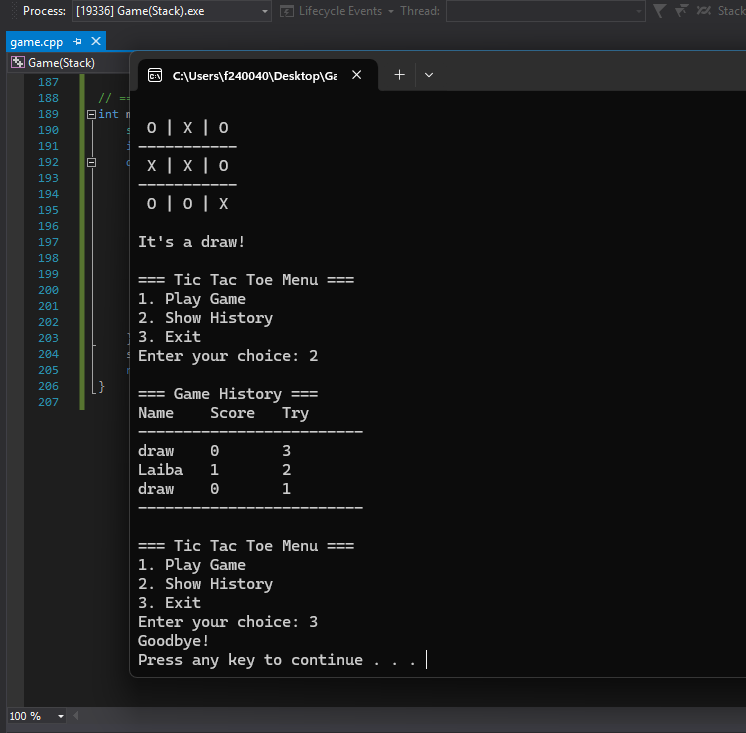 Process: [19336] Game(Stack).exe Lifecycle Events Thread: Stack
game.cpp
Game(Stack)
C:\Users\f240040\Desktop\Ga
187
188 // ==
189 int m
190 s
191 i
192 d
193
194
195
196
197
198
199
200
201
202
203 }
204 s
205 r
206 }
207
O | X | O
-----------
X | X | O
-----------
O | O | X
It's a draw!
=== Tic Tac Toe Menu ===
1. Play Game
2. Show History
3. Exit
Enter your choice: 2
=== Game History ===
Name Score Try
-------------------------
draw 0 3
Laiba 1 2
draw 0 1
-------------------------
=== Tic Tac Toe Menu ===
1. Play Game
2. Show History
3. Exit
Enter your choice: 3
Goodbye!
Press any key to continue . . .
100 %